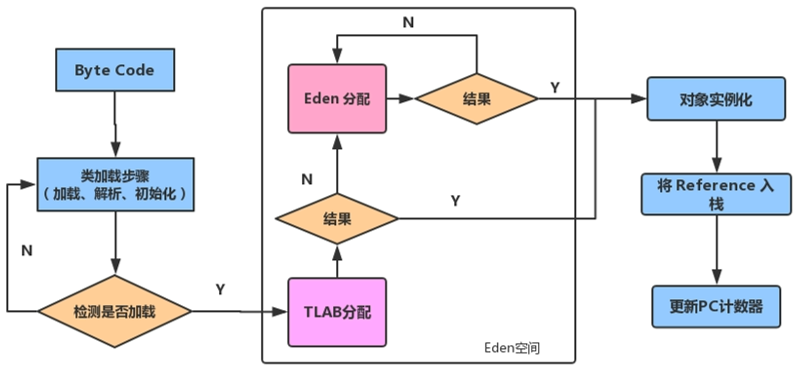 Byte Code
类加载步骤
（加载、解析、初始化）
N
检测是否加载
Y
N
Eden 分配
结果
Y
N
结果
Y
TLAB分配
Eden空间
对象实例化
将 Reference 入
栈
更新PC计数器